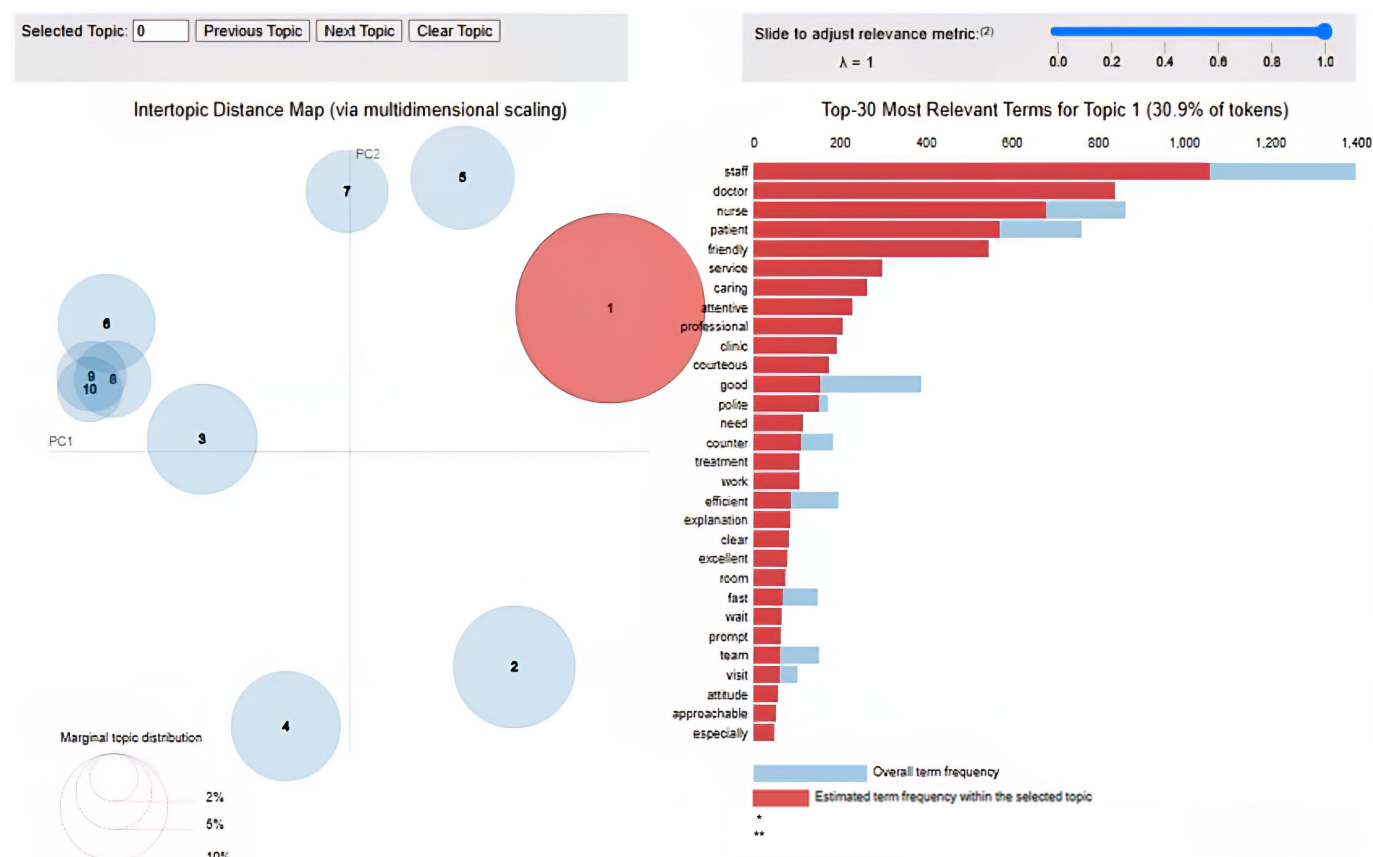 Selected Topic: 0 Previous Topic Next Topic Clear Topic
Slide to adjust relevance metric:(2)
λ = 1
0.0 0.2 0.4 0.6 0.8 1.0
Intertopic Distance Map (via multidimensional scaling)
PC2
7
5
1
6
9
8
10
3
PC1
2
4
Marginal topic distribution
2%
5%
10%
Top-30 Most Relevant Terms for Topic 1 (30.9% of tokens)
0 200 400 600 800 1,000 1,200 1,400
staff
doctor
nurse
patient
friendly
service
caring
attentive
professional
clinic
courteous
good
polite
need
counter
treatment
work
efficient
explanation
clear
excellent
room
fast
wait
prompt
team
visit
attitude
approachable
especially
Overall term frequency
Estimated term frequency within the selected topic
*
**